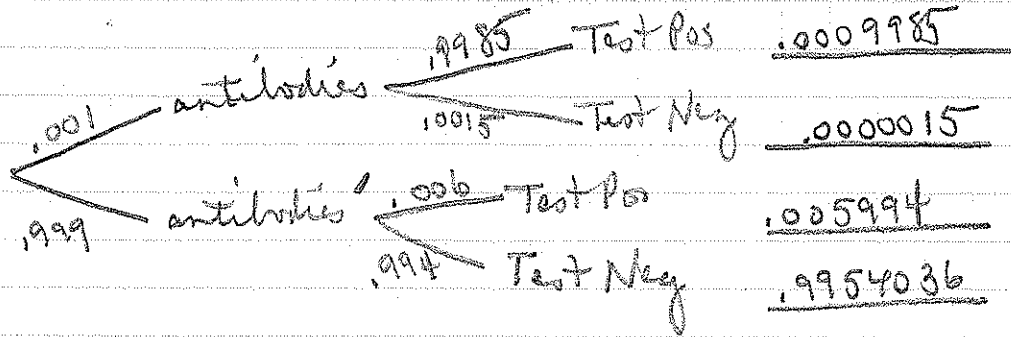 .9985 Test Pos .0009985
.001 antibodies .0015 Test Neg .0000015
.999 antibodies' .006 Test Pos .005994
.994 Test Neg .9954036